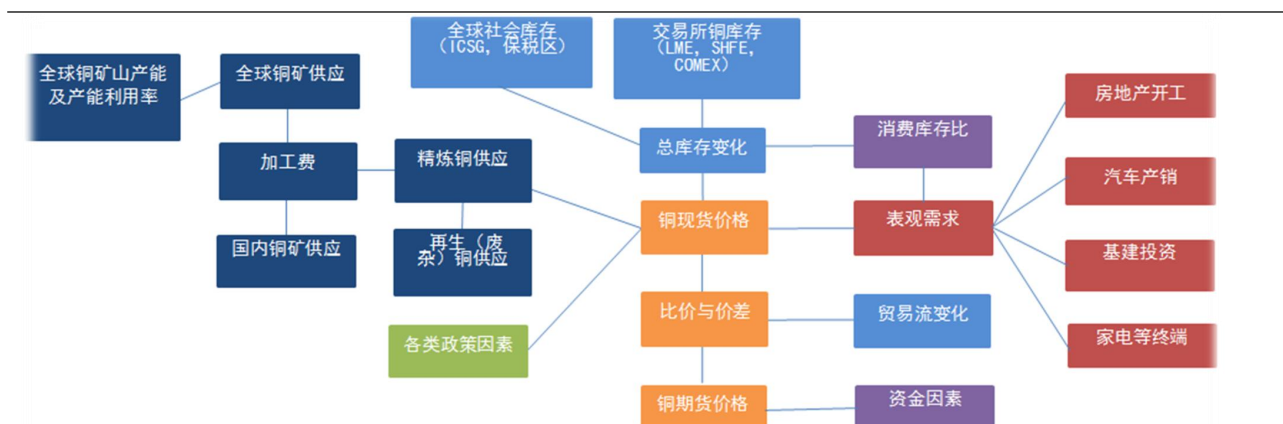 全球社会库存
（ICSG, 保税区）
交易所铜库存
（LME, SHFE,
COMEX）
全球铜矿山产能
及产能利用率
全球铜矿供应
房地产开工
加工费
精炼铜供应
总库存变化
消费库存比
汽车产销
国内铜矿供应
再生（废
杂）铜供应
铜现货价格
表观需求
基建投资
各类政策因素
比价与价差
贸易流变化
家电等终端
铜期货价格
资金因素